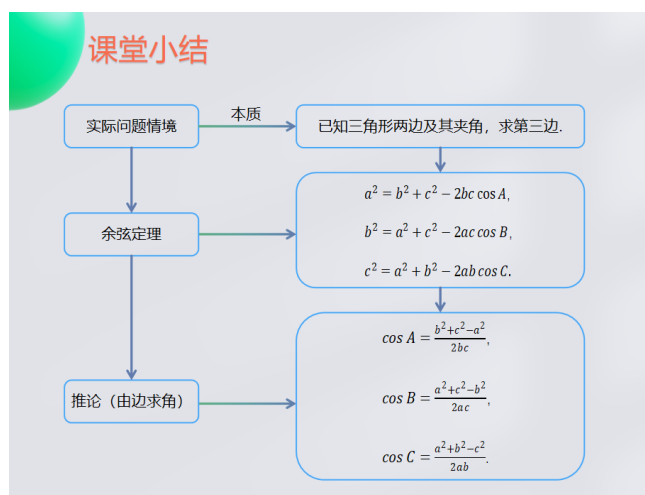 课堂小结
实际问题情境
本质
已知三角形两边及其夹角，求第三边.
余弦定理
a² = b² + c² − 2bc cos A,
b² = a² + c² − 2ac cos B,
c² = a² + b² − 2ab cos C.
推论（由边求角）
cos A = \frac{b²+c²−a²}{2bc},
cos B = \frac{a²+c²−b²}{2ac},
cos C = \frac{a²+b²−c²}{2ab}.